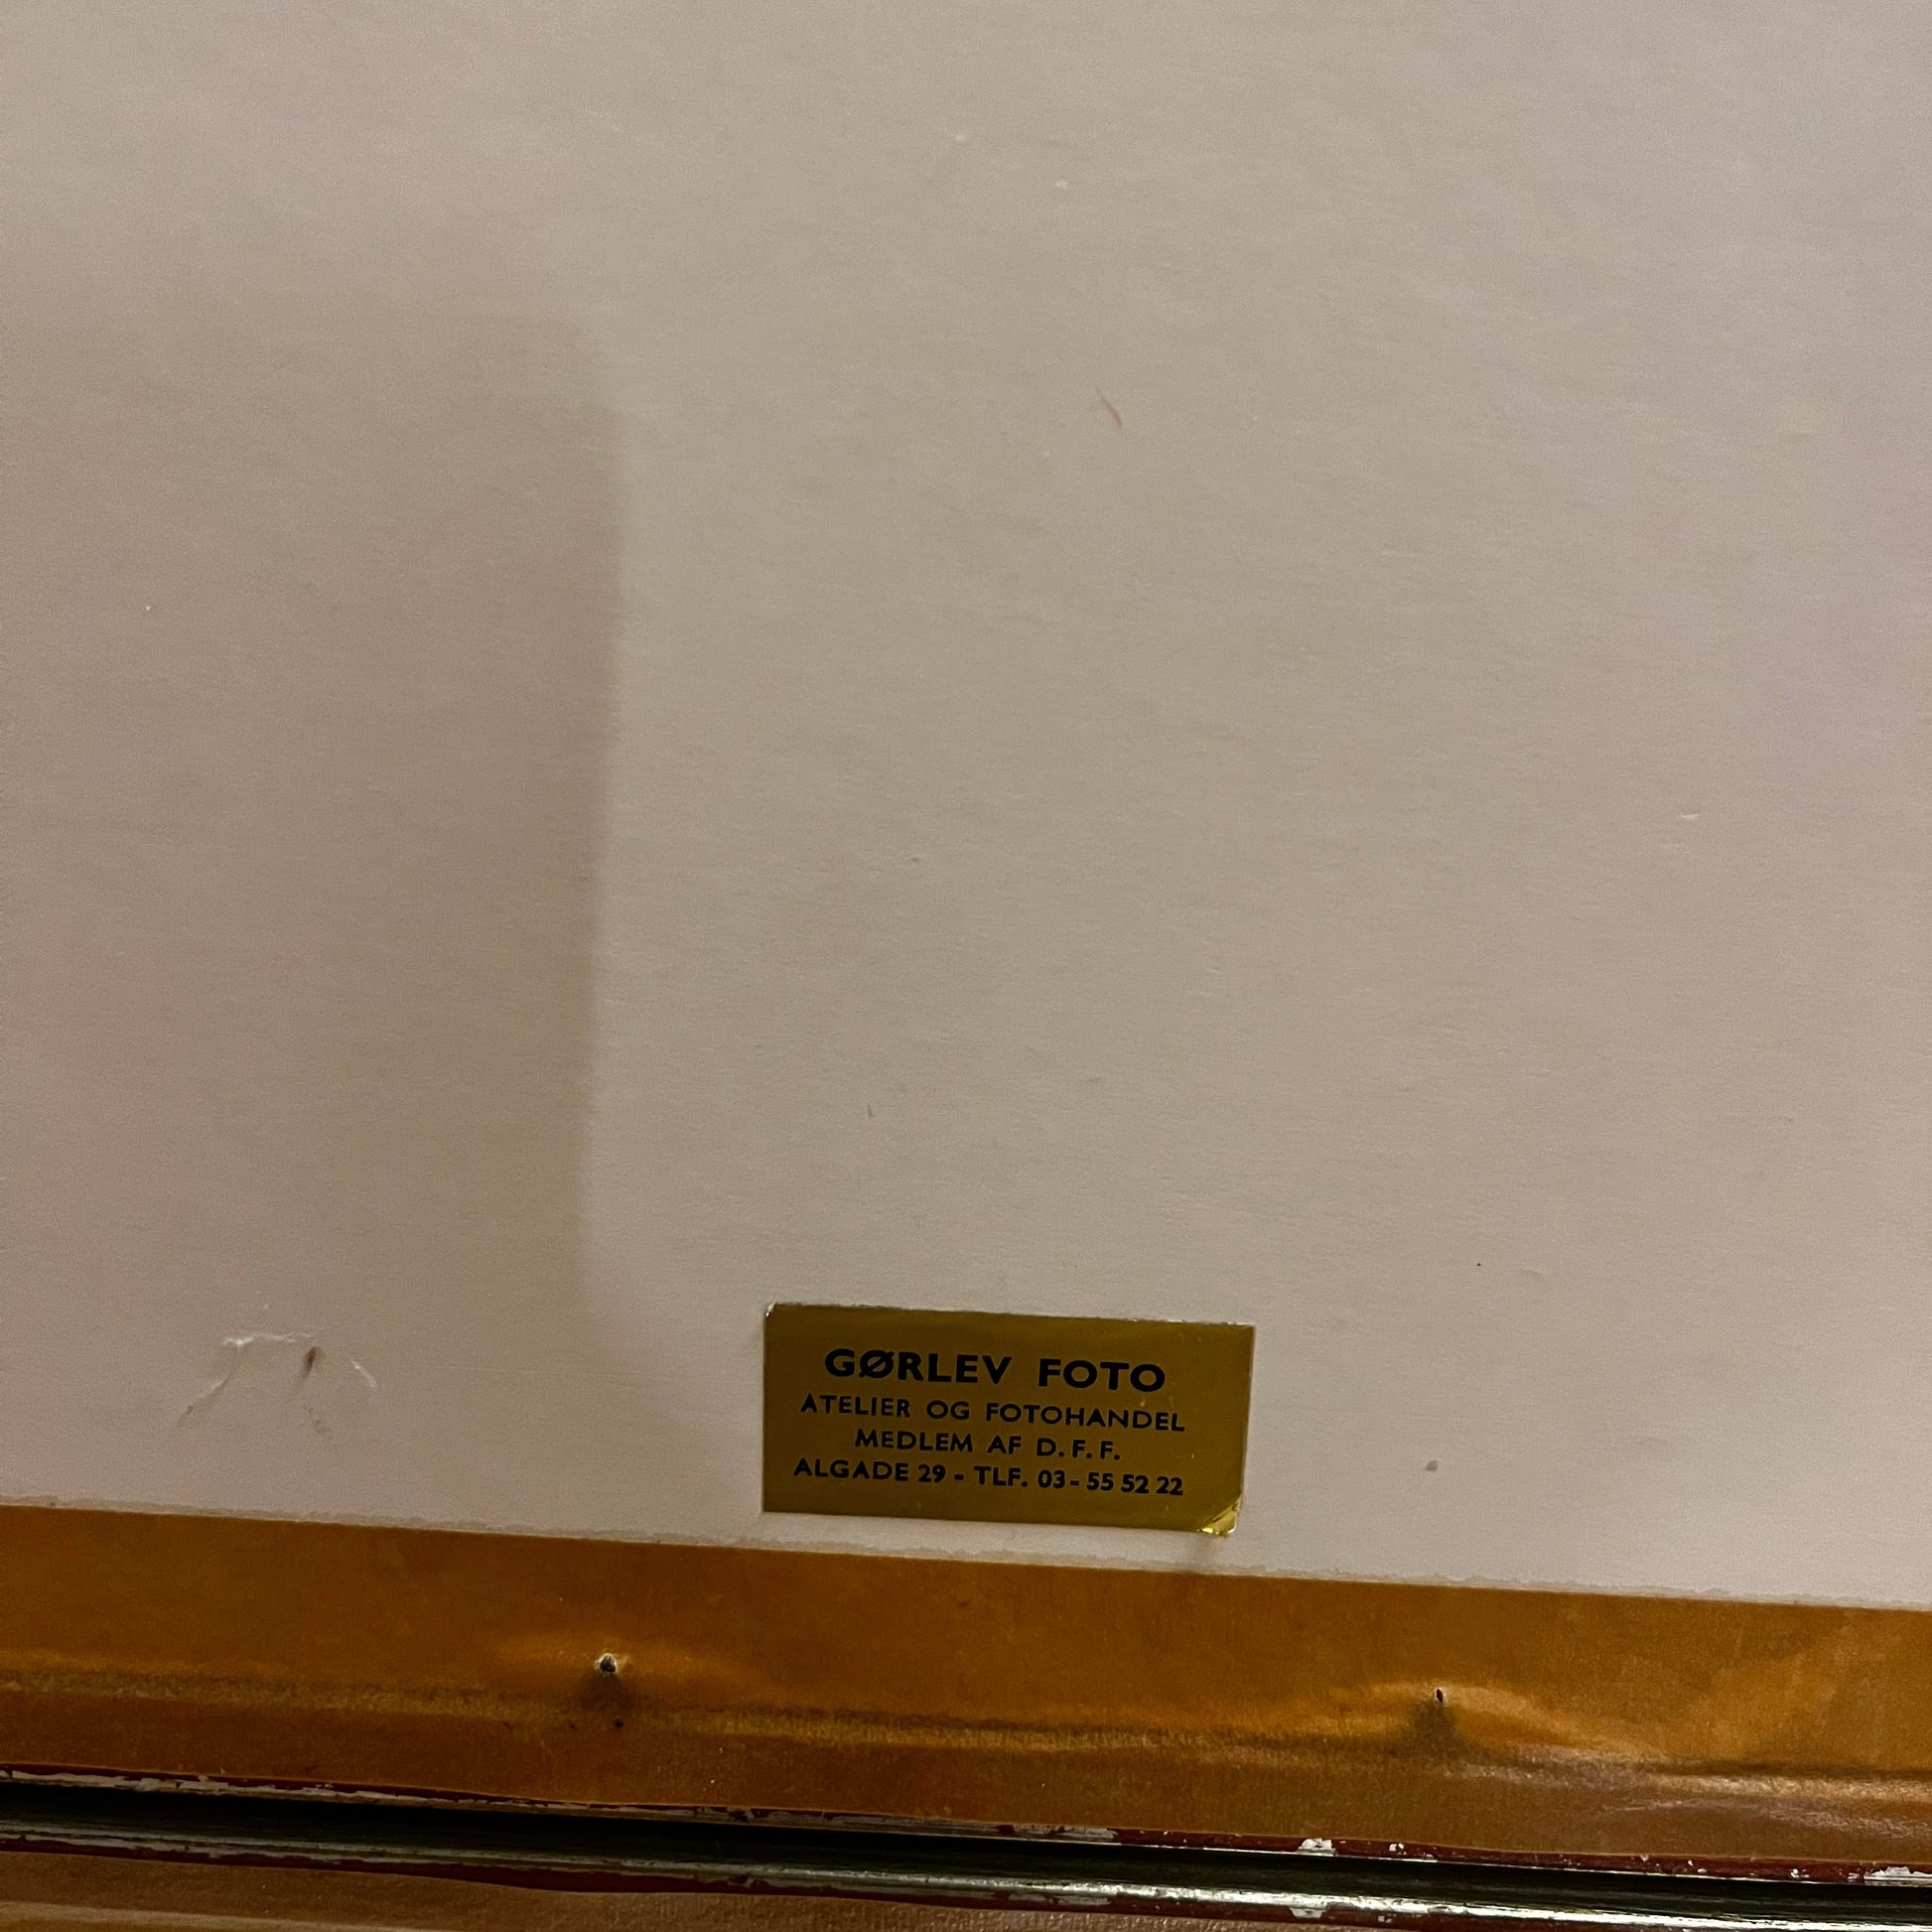 GØRLEV FOTO
ATELIER OG FOTOHANDEL
MEDLEM AF D.F.F.
ALGADE 29 - TLF. 03 - 55 52 22